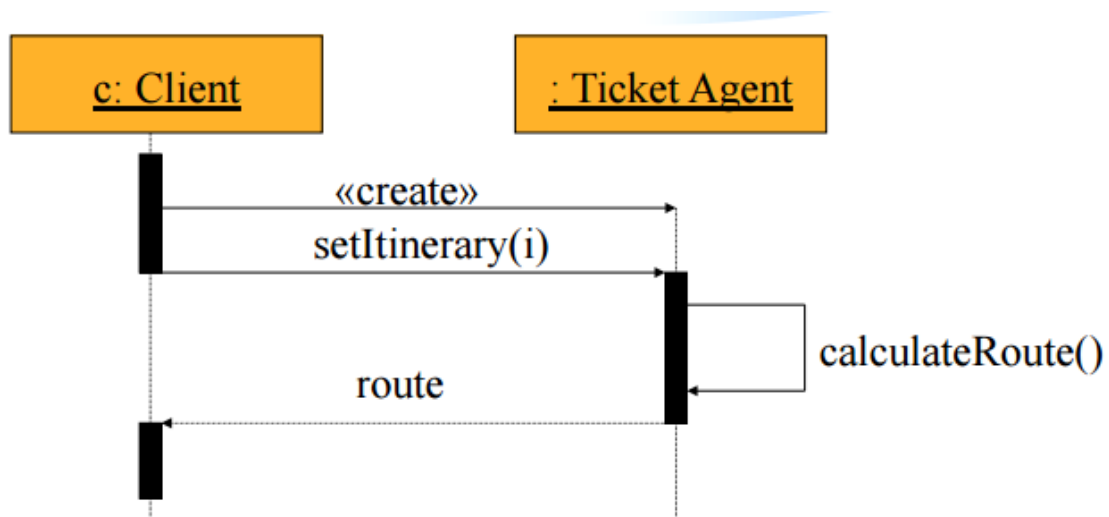 c: Client
: Ticket Agent
«create»
setItinerary(i)
calculateRoute()
route